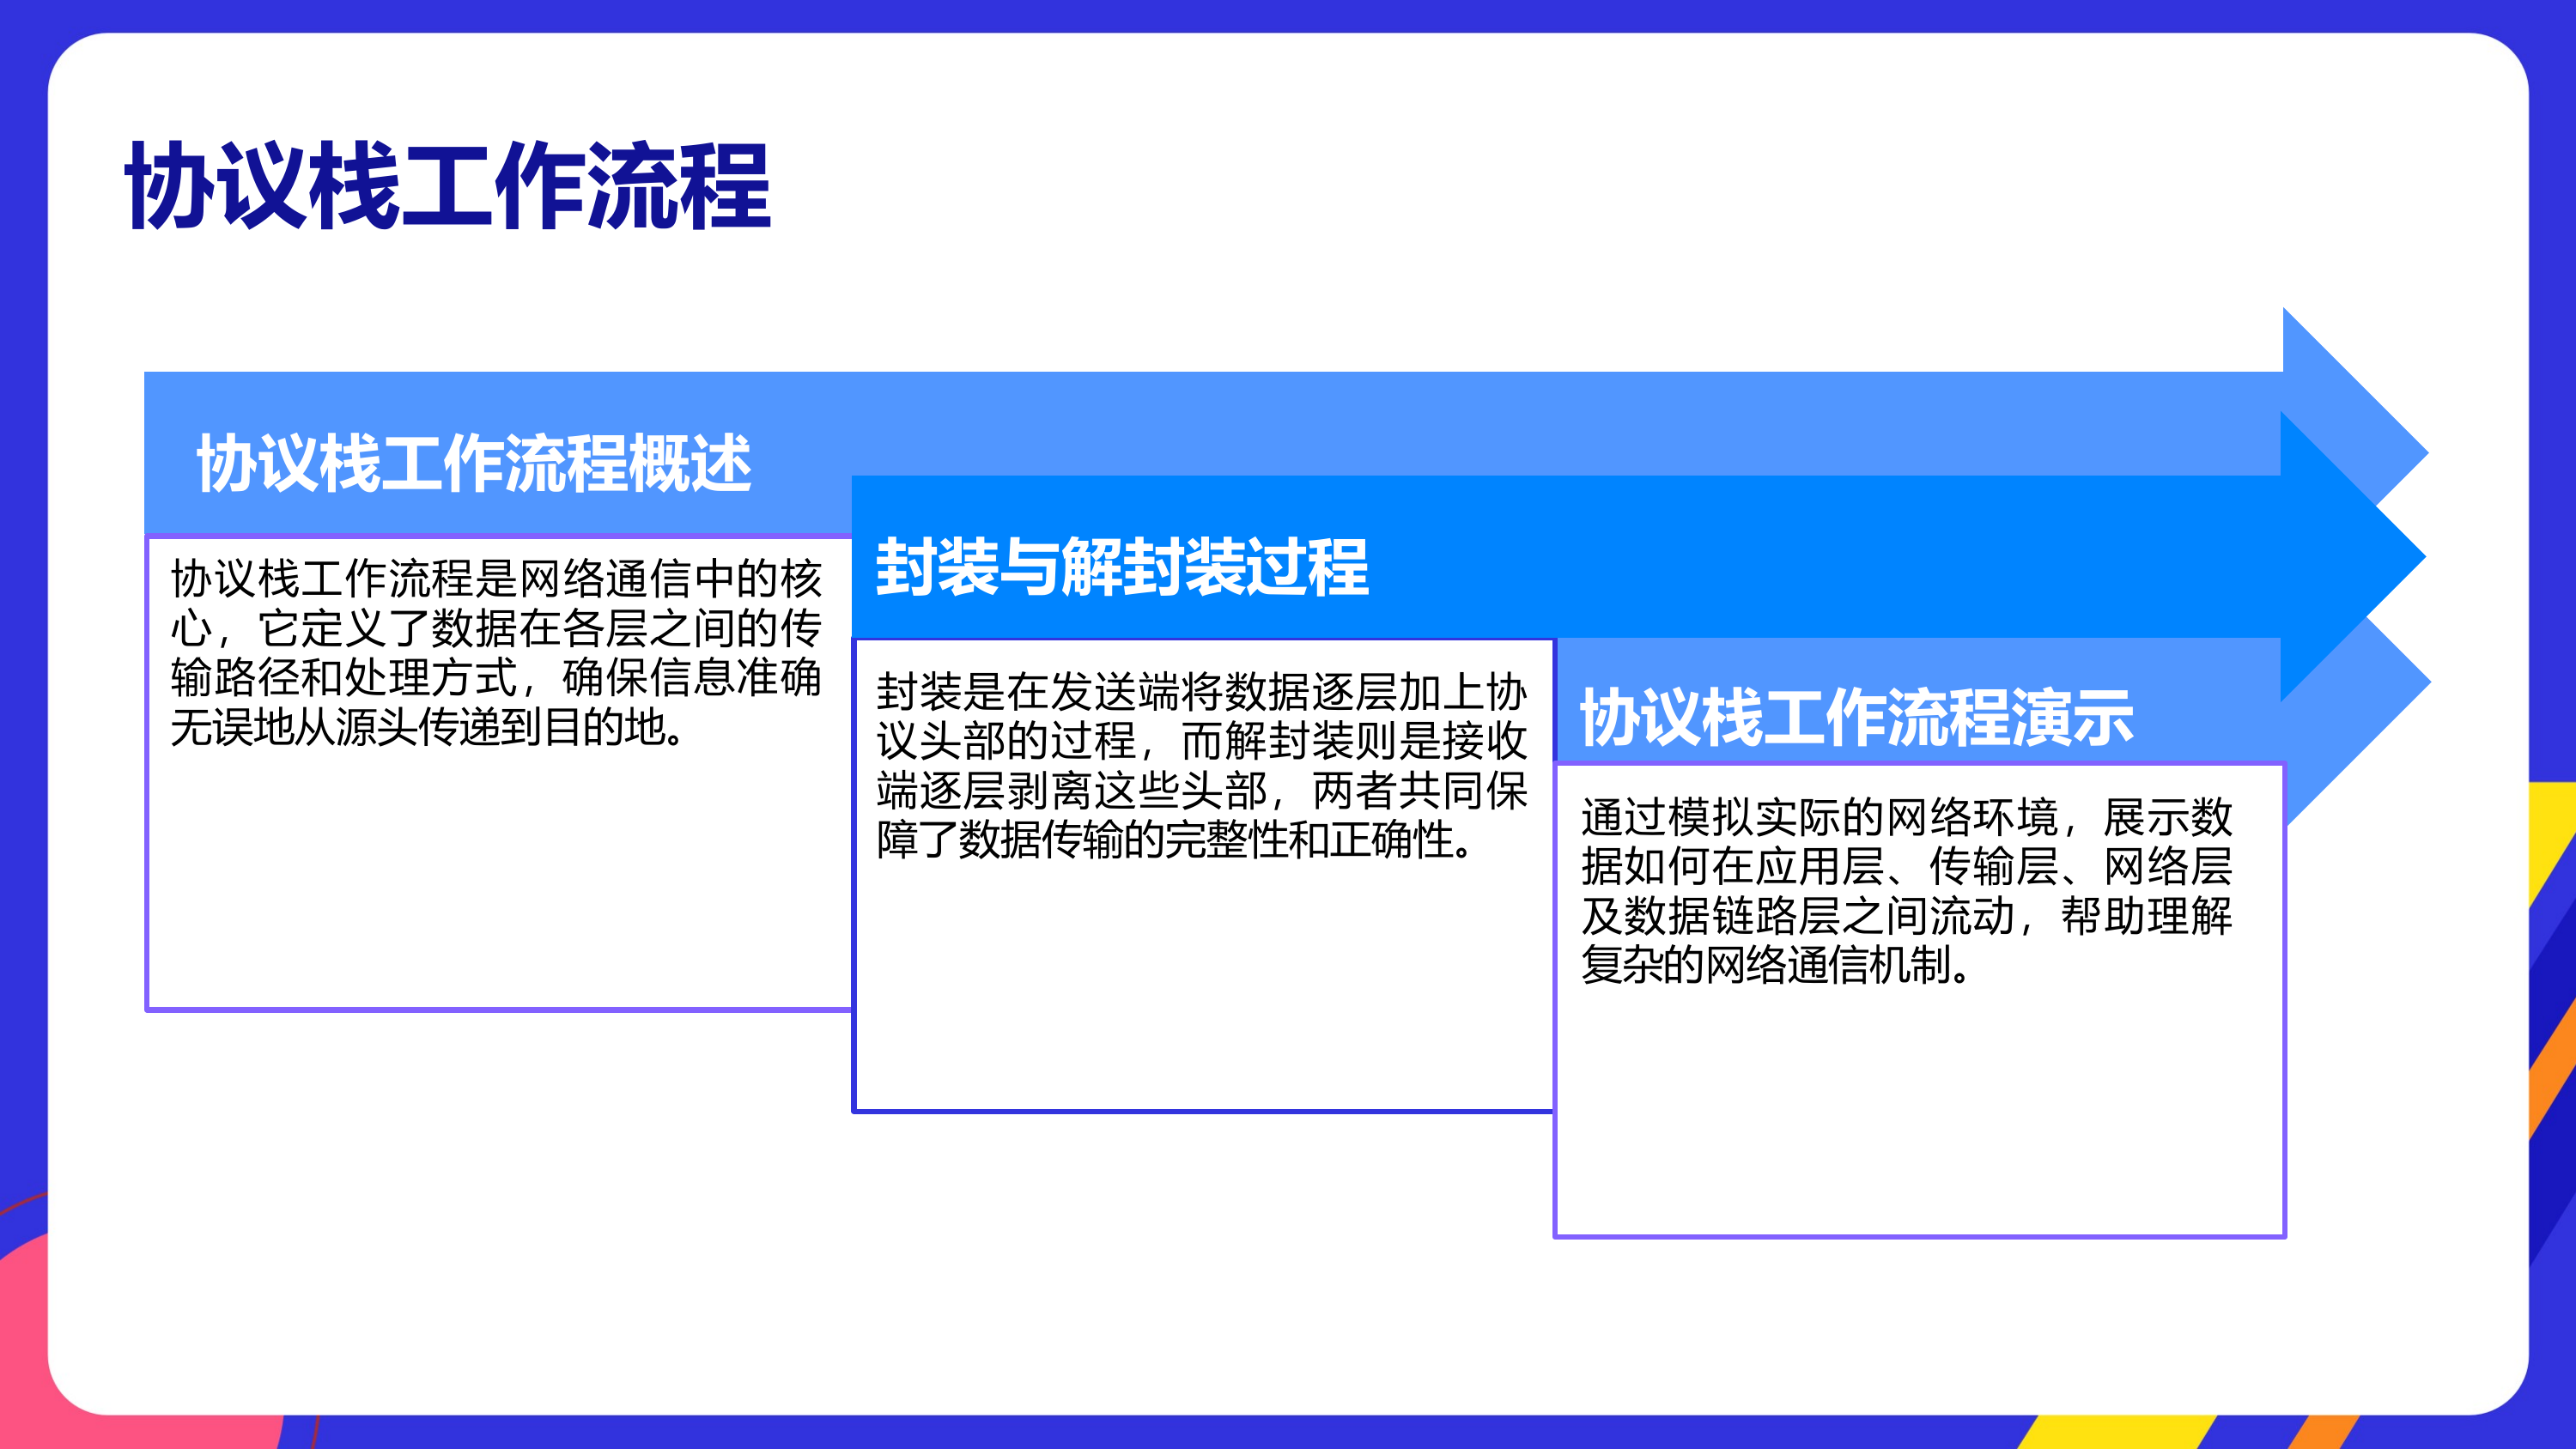 协议栈工作流程
协议栈工作流程概述
协议栈工作流程是网络通信中的核
心，它定义了数据在各层之间的传
输路径和处理方式，确保信息准确
无误地从源头传递到目的地。
封装与解封装过程
封装是在发送端将数据逐层加上协
议头部的过程，而解封装则是接收
端逐层剥离这些头部，两者共同保
障了数据传输的完整性和正确性。
协议栈工作流程演示
通过模拟实际的网络环境，展示数
据如何在应用层、传输层、网络层
及数据链路层之间流动，帮助理解
复杂的网络通信机制。